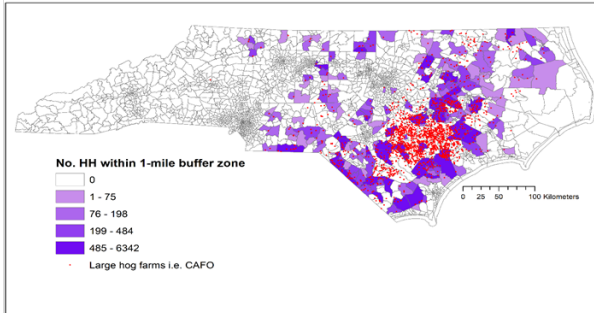 No. HH within 1-mile buffer zone
0
1 - 75
76 - 198
199 - 484
485 - 6342
Large hog farms i.e. CAFO
0 25 50 100 Kilometers